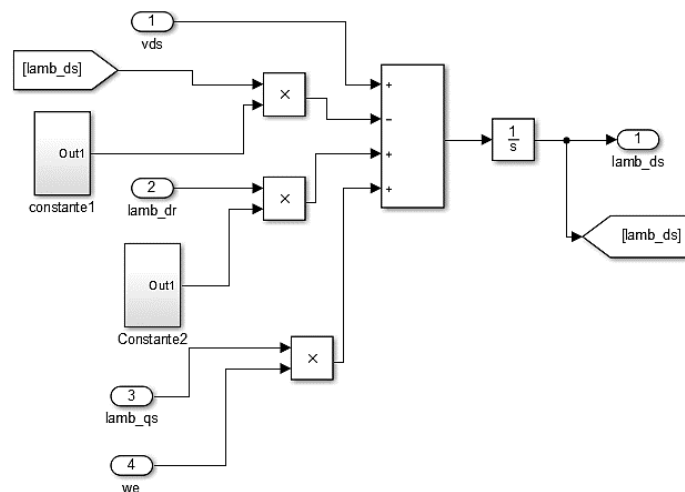 1
vds
[lamb_ds]
×
Out1
constante1
2
lamb_dr
×
Out1
Constante2
×
3
lamb_qs
4
we
+
−
+
+
1
s
1
lamb_ds
[lamb_ds]